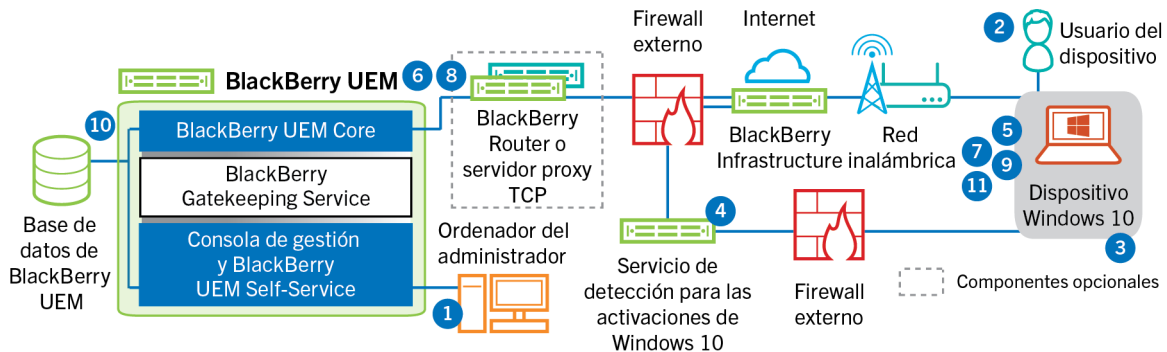 BlackBerry UEM
6
8
10
BlackBerry UEM Core
BlackBerry
Gatekeeping Service
Consola de gestión
y BlackBerry
UEM Self-Service
Base de
datos de
BlackBerry
UEM
BlackBerry
Router o
servidor proxy
TCP
Ordenador del
administrador
1
Firewall
externo
Internet
BlackBerry
Infrastructure
Red
inalámbrica
2
Usuario del
dispositivo
5
7
9
11
Dispositivo
Windows 10
3
4
Servicio de
detección para las
activaciones de
Windows 10
Firewall
externo
Componentes opcionales